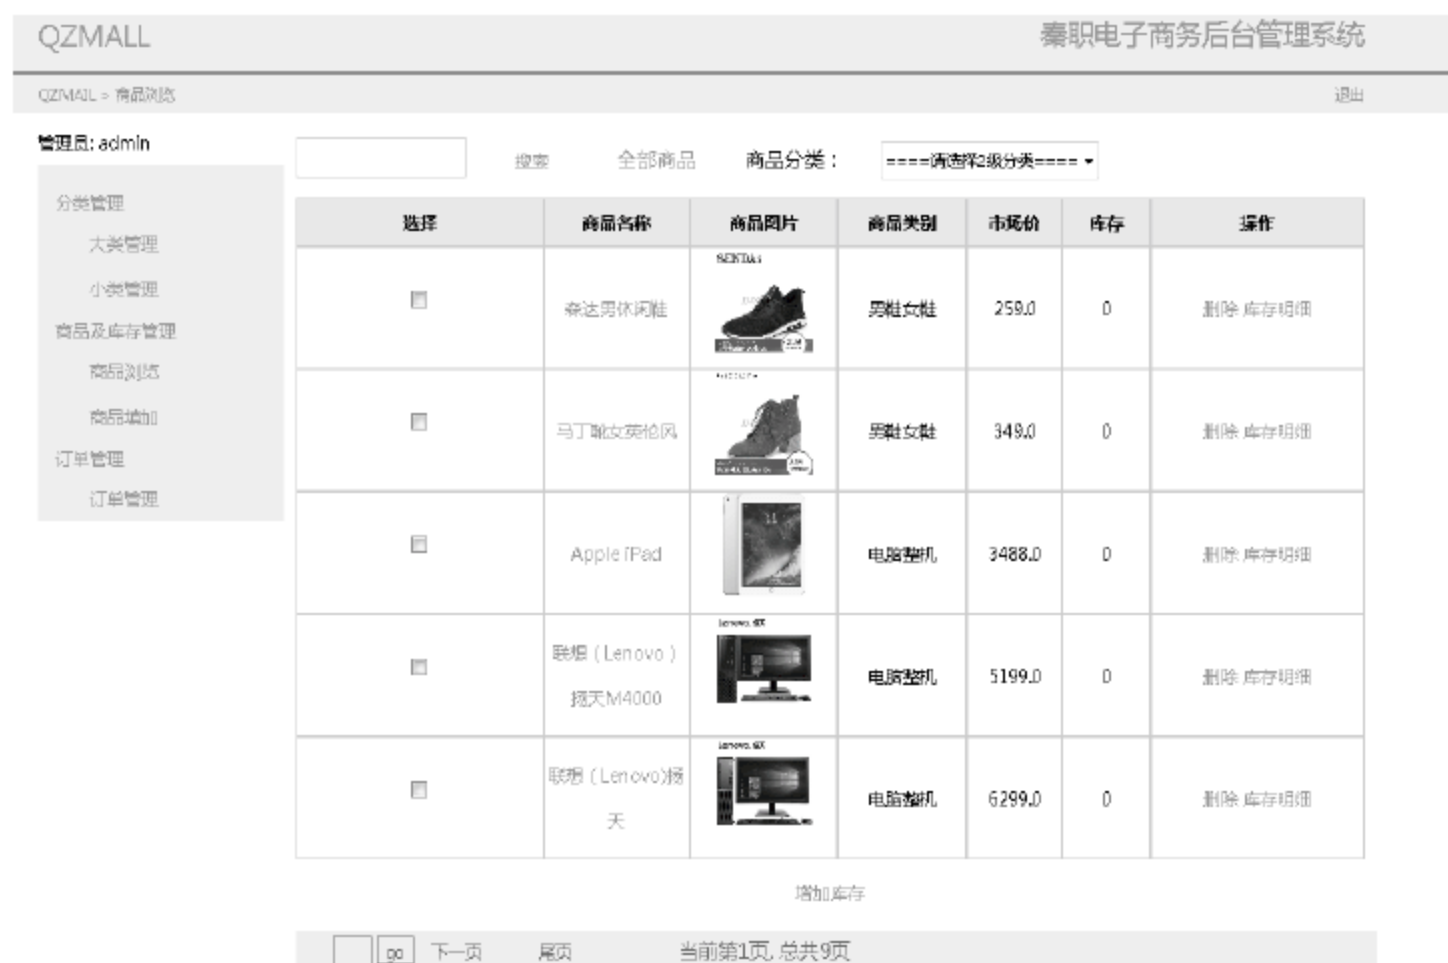 QZMALL 秦职电子商务后台管理系统
QZMALL > 商品浏览 退出
管理员: admin
分类管理
大类管理
小类管理
商品及库存管理
商品浏览
商品增加
订单管理
订单管理
搜索 全部商品 商品分类： ====请选择2级分类====
选择 商品名称 商品图片 商品类别 市场价 库存 操作
森达男休闲鞋 男鞋女鞋 259.0 0 删除 库存明细
马丁靴女英伦风 男鞋女鞋 349.0 0 删除 库存明细
Apple iPad 电脑整机 3488.0 0 删除 库存明细
Lenovo
联想（Lenovo）
扬天M4000 电脑整机 5199.0 0 删除 库存明细
Lenovo
联想（Lenovo)扬
天 电脑整机 6299.0 0 删除 库存明细
增加库存
go 下一页 尾页 当前第1页, 总共9页